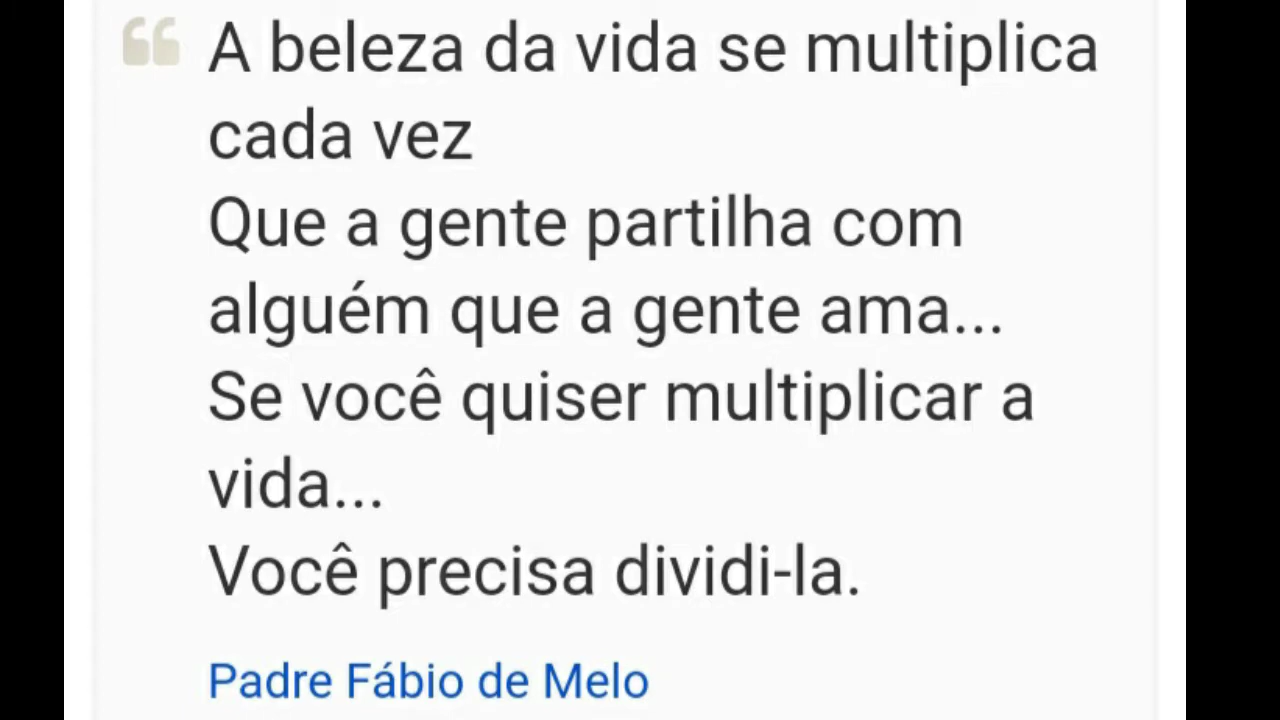 A beleza da vida se multiplica
cada vez
Que a gente partilha com
alguém que a gente ama...
Se você quiser multiplicar a
vida...
Você precisa dividi-la.
Padre Fábio de Melo